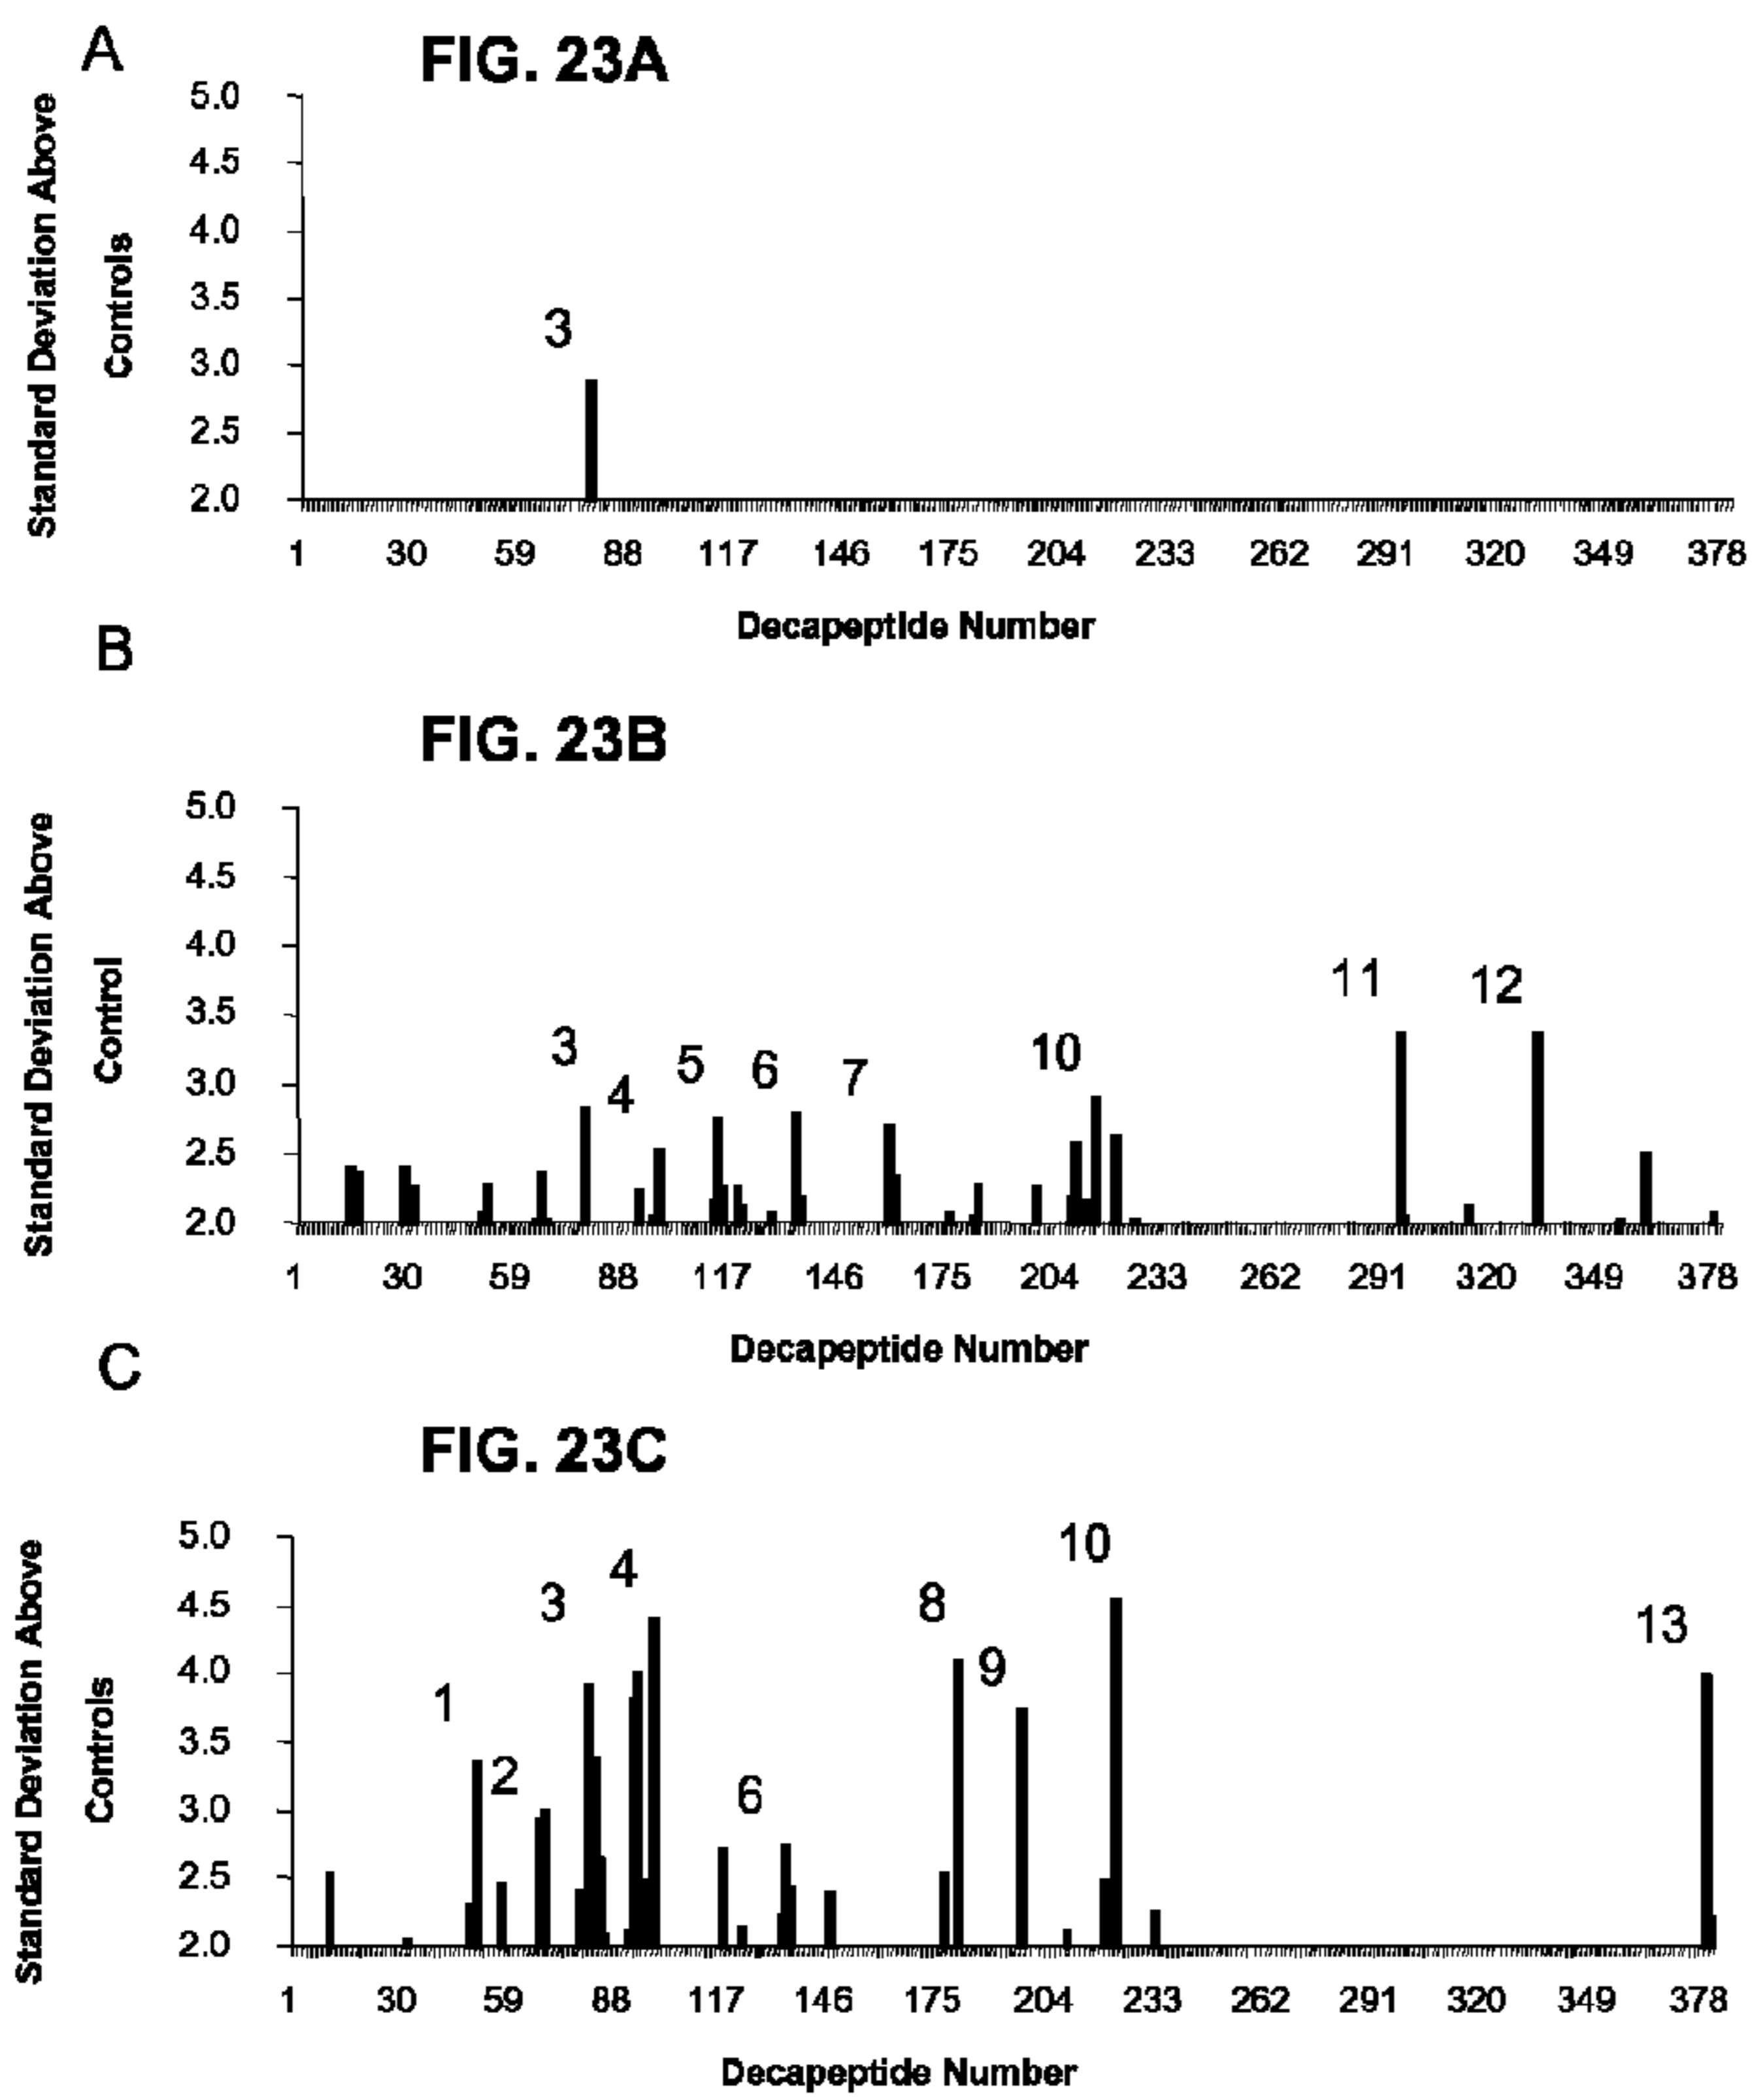 A
FIG. 23A
Standard Deviation Above
Controls
5.0
4.5
4.0
3.5
3.0
2.5
2.0
3
1 30 59 88 117 146 175 204 233 262 291 320 349 378
Decapeptide Number
B
FIG. 23B
Standard Deviation Above
Control
5.0
4.5
4.0
3.5
3.0
2.5
2.0
3 4 5 6 7 10 11 12
1 30 59 88 117 146 175 204 233 262 291 320 349 378
Decapeptide Number
C
FIG. 23C
Standard Deviation Above
Controls
5.0
4.5
4.0
3.5
3.0
2.5
2.0
1 2 3 4 6 8 9 10 13
1 30 59 88 117 146 175 204 233 262 291 320 349 378
Decapeptide Number